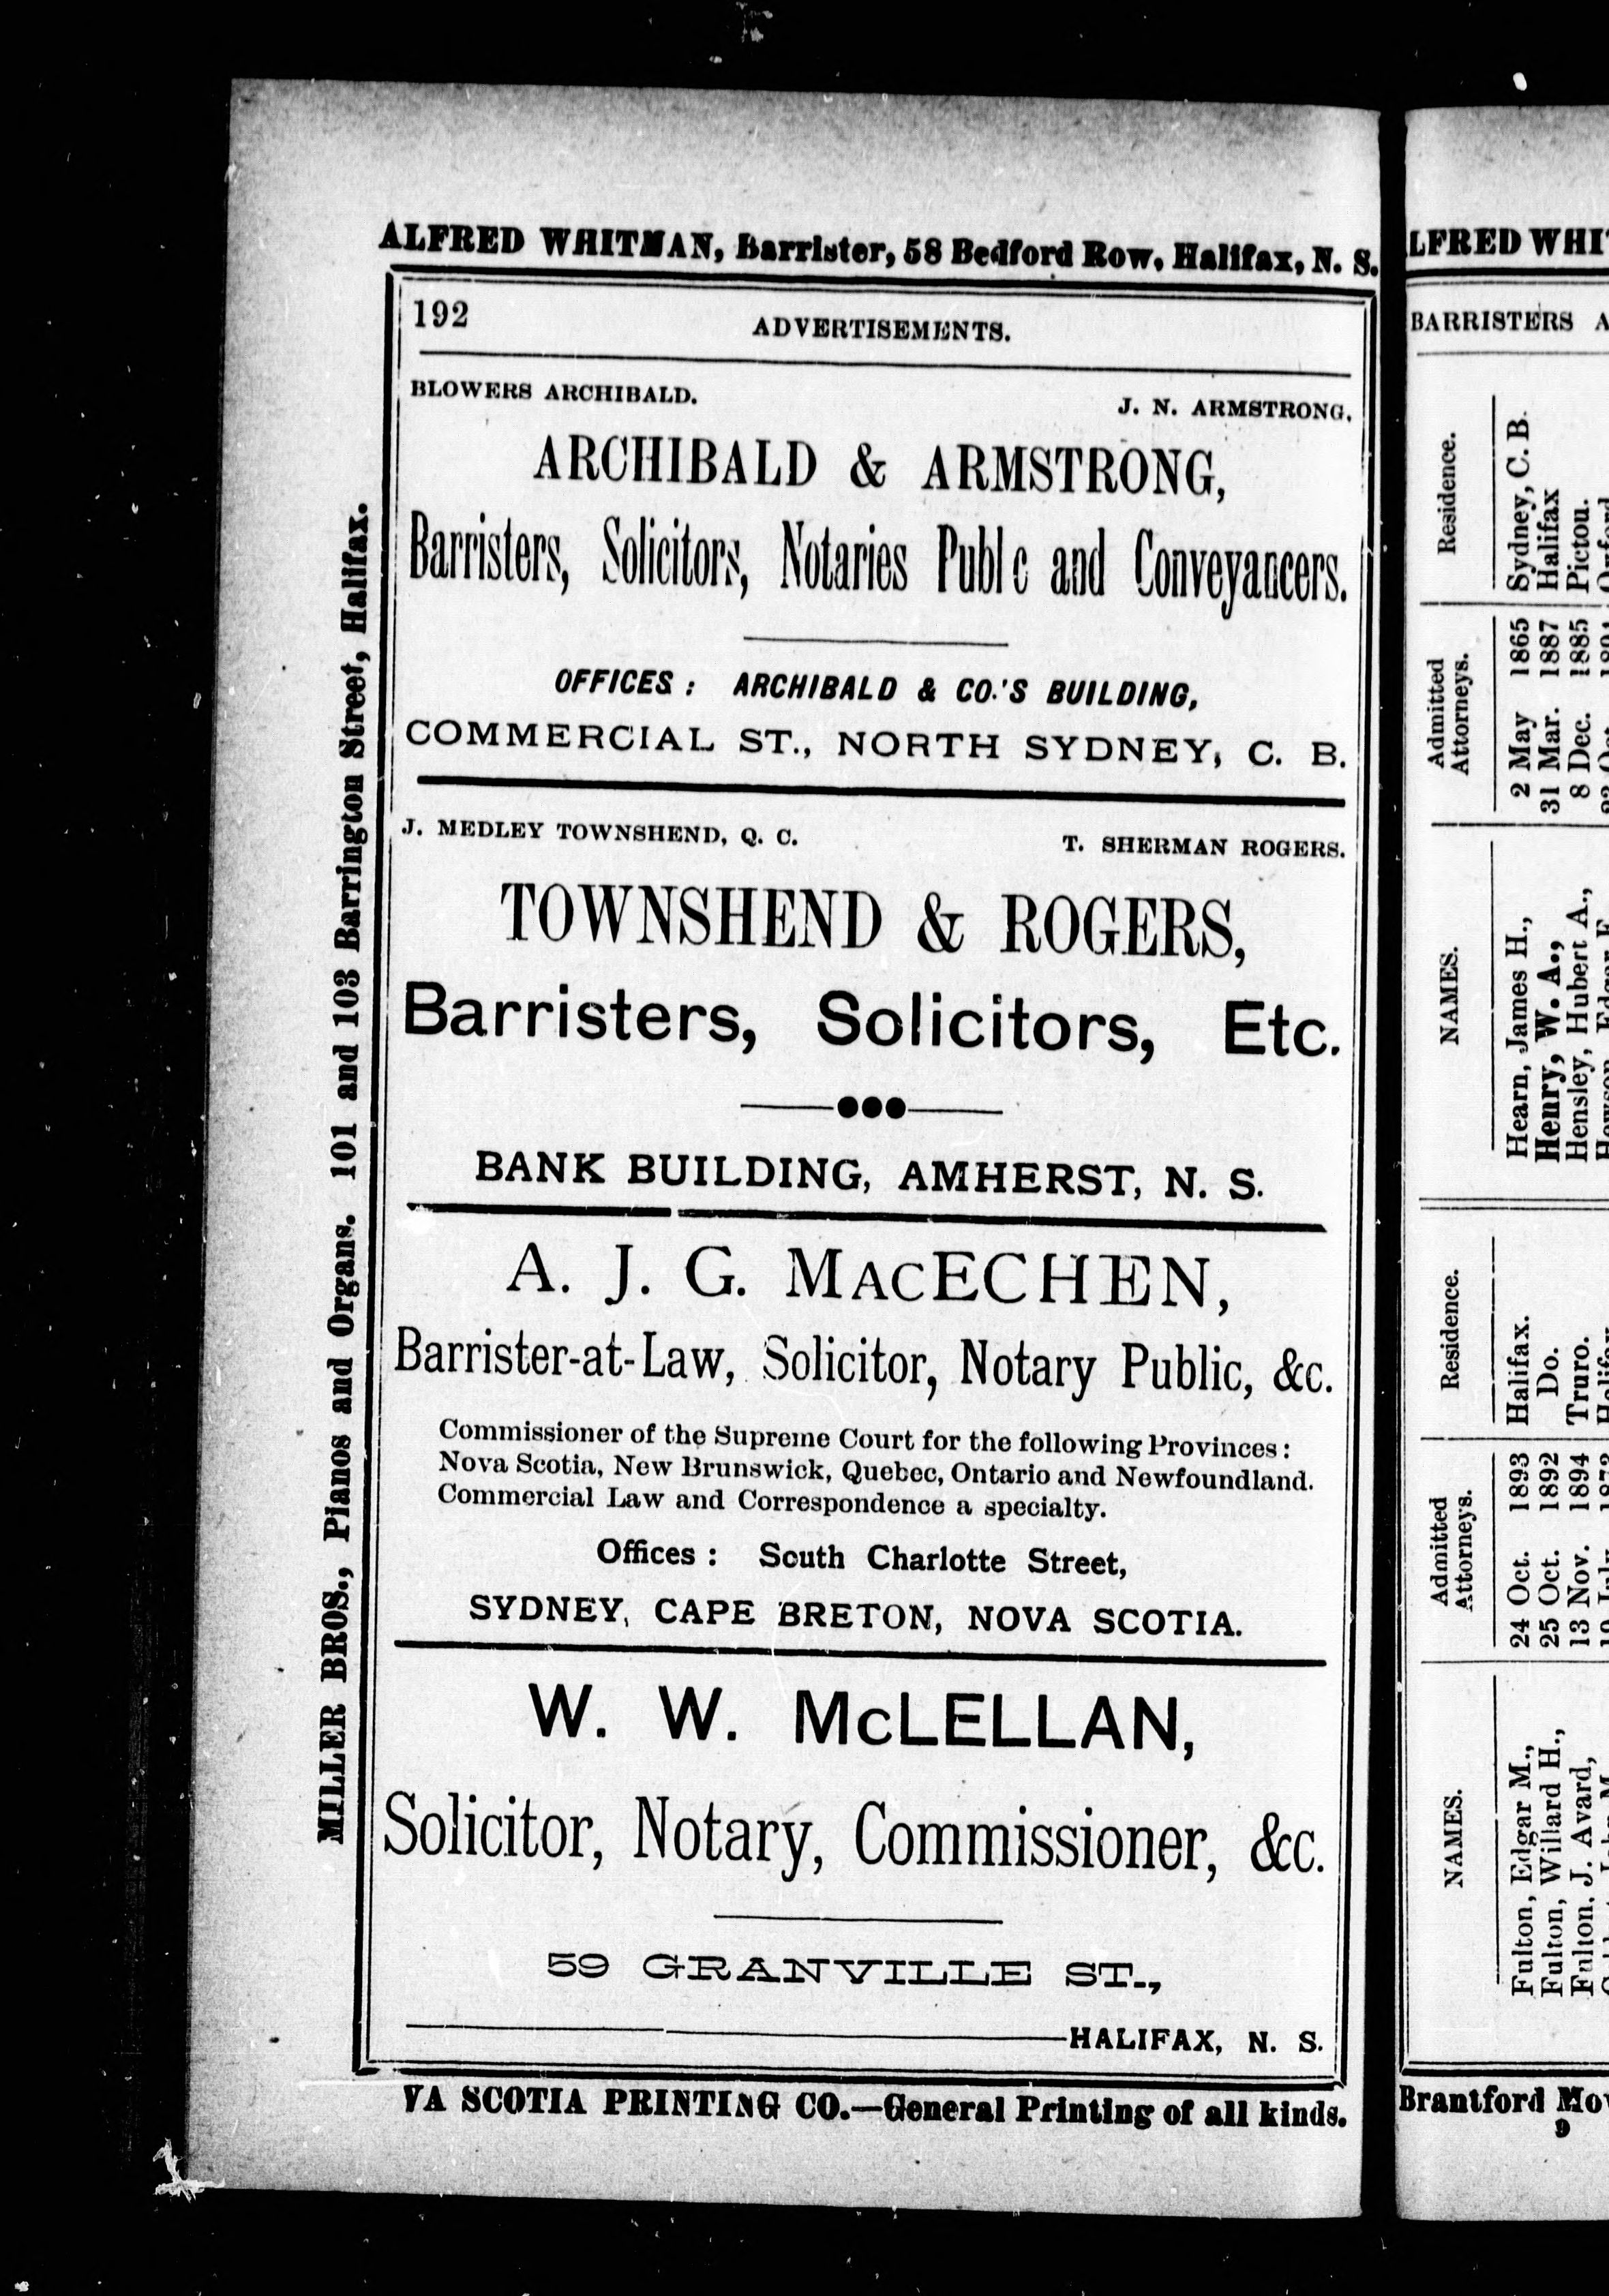 ALFRED WHITMAN, Barrister, 58 Bedford Row, Halifax, N. S.
192
ADVERTISEMENTS.
BLOWERS ARCHIBALD.
J. N. ARMSTRONG.
ARCHIBALD & ARMSTRONG,
Barristers, Solicitors, Notaries Publ c and Conveyancers.
OFFICES : ARCHIBALD & CO.'S BUILDING,
COMMERCIAL ST., NORTH SYDNEY, C. B.
J. MEDLEY TOWNSHEND, Q. C.
T. SHERMAN ROGERS.
TOWNSHEND & ROGERS,
Barristers, Solicitors, Etc.
BANK BUILDING, AMHERST, N. S.
A. J. G. MACECHEN,
Barrister-at-Law, Solicitor, Notary Public, &c.
Commissioner of the Supreme Court for the following Provinces:
Nova Scotia, New Brunswick, Quebec, Ontario and Newfoundland.
Commercial Law and Correspondence a specialty.
Offices : South Charlotte Street,
SYDNEY, CAPE BRETON, NOVA SCOTIA.
W. W. McLELLAN,
Solicitor, Notary, Commissioner, &c.
59 GRANVILLE ST.,
HALIFAX, N. S.
VA SCOTIA PRINTING CO.—General Printing of all kinds.
MILLER BROS., Pianos and Organs. 101 and 103 Barrington Street, Halifax.
LFRED WHI
BARRISTERS A
NAMES. Admitted Attorneys. Residence. NAMES. Admitted Attorneys. Residence.
Fulton, Edgar M., 24 Oct. 1893 Halifax. Hearn, James H., 2 May 1865 Sydney, C. B.
Fulton, Willard H., 25 Oct. 1892 Do. Henry, W. A., 31 Mar. 1887 Halifax
Fulton, J. Avard, 13 Nov. 1894 Truro. Hensley, Hubert A., 8 Dec. 1885 Pictou.
Brantford Mo
9